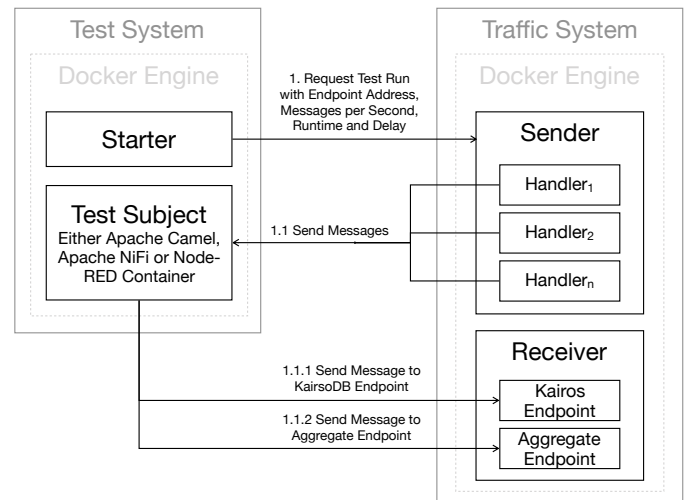 Test System
Docker Engine
Starter
Test Subject
Either Apache Camel,
Apache NiFi or Node-
RED Container
1. Request Test Run
with Endpoint Address,
Messages per Second,
Runtime and Delay
1.1 Send Messages
1.1.1 Send Message to
KairsoDB Endpoint
1.1.2 Send Message to
Aggregate Endpoint
Traffic System
Docker Engine
Sender
Handler1
Handler2
Handlern
Receiver
Kairos
Endpoint
Aggregate
Endpoint